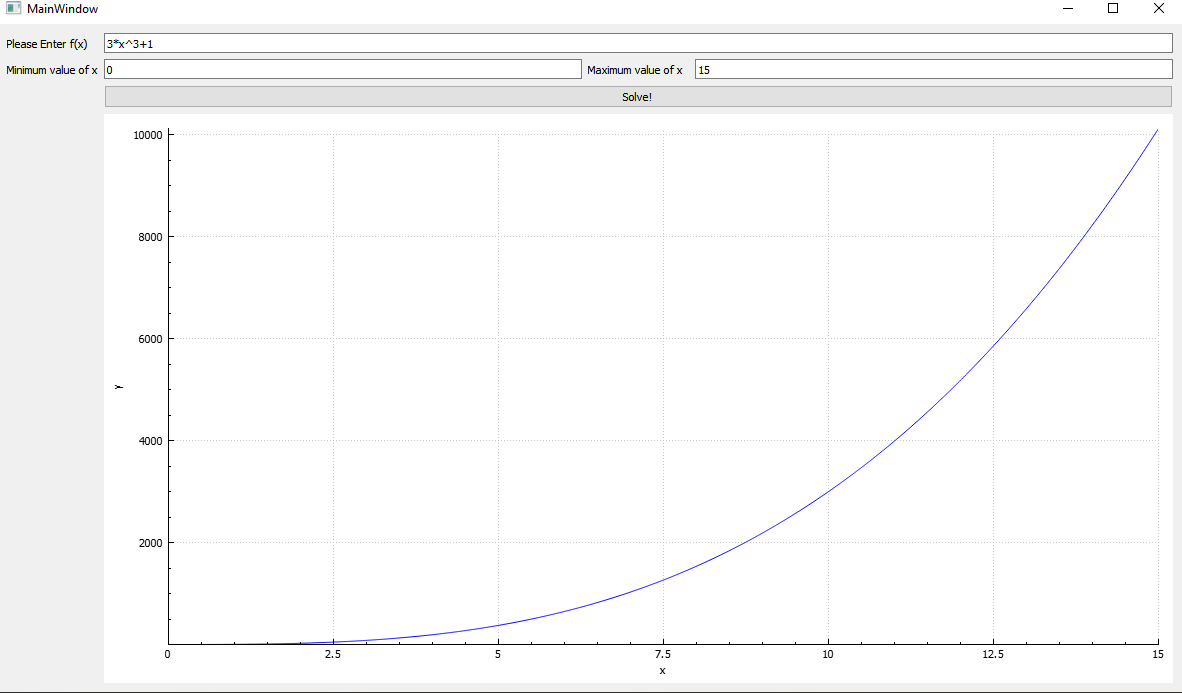 MainWindow
Please Enter f(x) 3*x^3+1
Minimum value of x 0 Maximum value of x 15
Solve!
10000
8000
6000
y
4000
2000
0 2.5 5 7.5 10 12.5 15
x